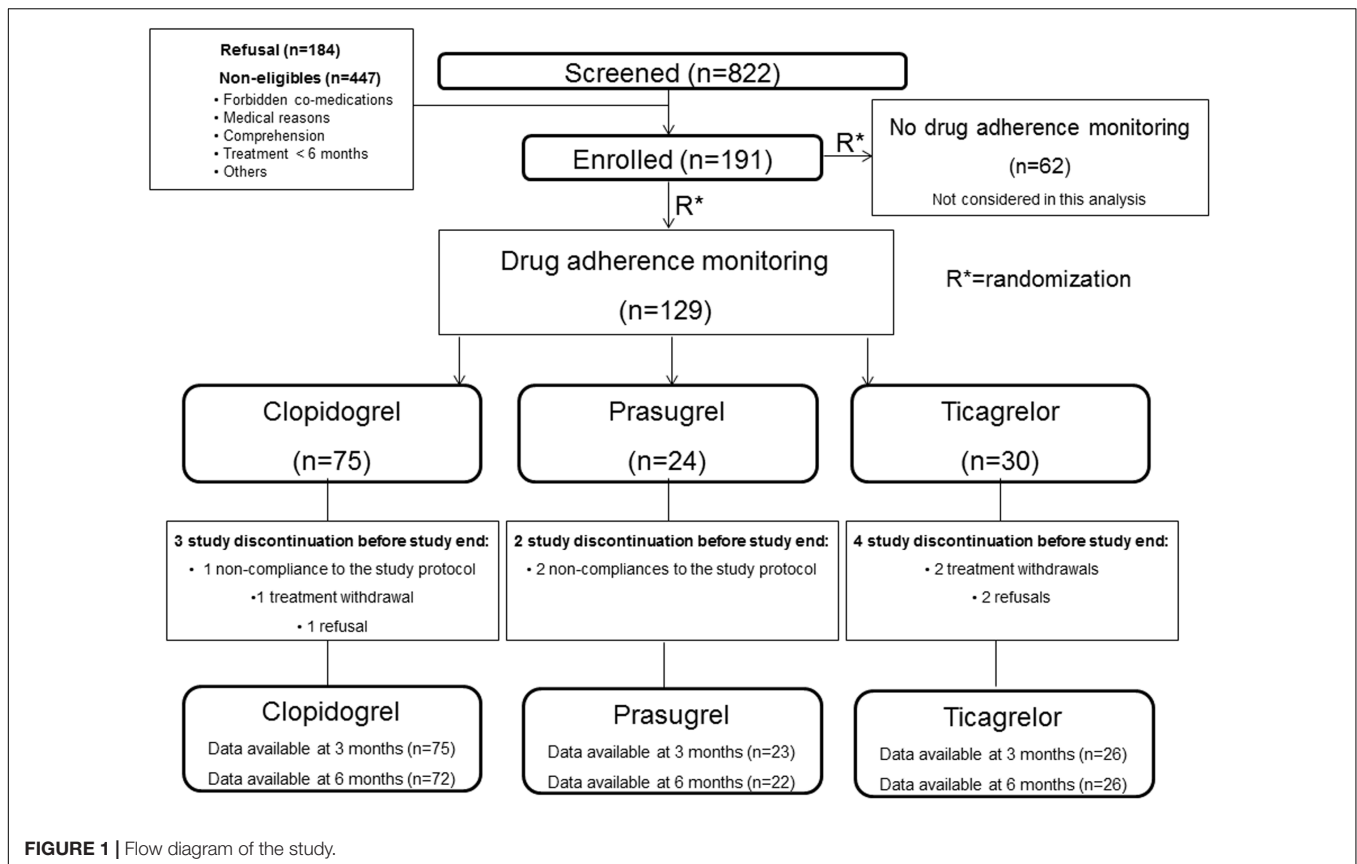 Refusal (n=184)
Non-eligibles (n=447)
• Forbidden co-medications
• Medical reasons
• Comprehension
• Treatment < 6 months
• Others
Screened (n=822)
Enrolled (n=191)
R*
No drug adherence monitoring
(n=62)
Not considered in this analysis
R*
Drug adherence monitoring
(n=129)
R*=randomization
Clopidogrel
(n=75)
Prasugrel
(n=24)
Ticagrelor
(n=30)
3 study discontinuation before study end:
• 1 non-compliance to the study protocol
•1 treatment withdrawal
• 1 refusal
2 study discontinuation before study end:
• 2 non-compliances to the study protocol
4 study discontinuation before study end:
• 2 treatment withdrawals
• 2 refusals
Clopidogrel
Data available at 3 months (n=75)
Data available at 6 months (n=72)
Prasugrel
Data available at 3 months (n=23)
Data available at 6 months (n=22)
Ticagrelor
Data available at 3 months (n=26)
Data available at 6 months (n=26)
FIGURE 1 | Flow diagram of the study.